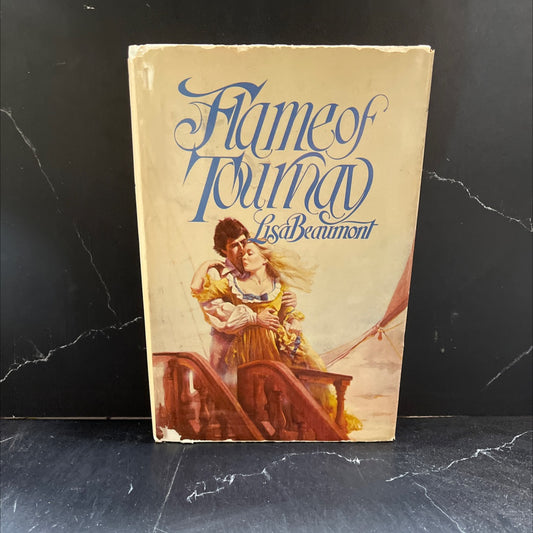 Flame of
Tournay
Lisa Beaumont